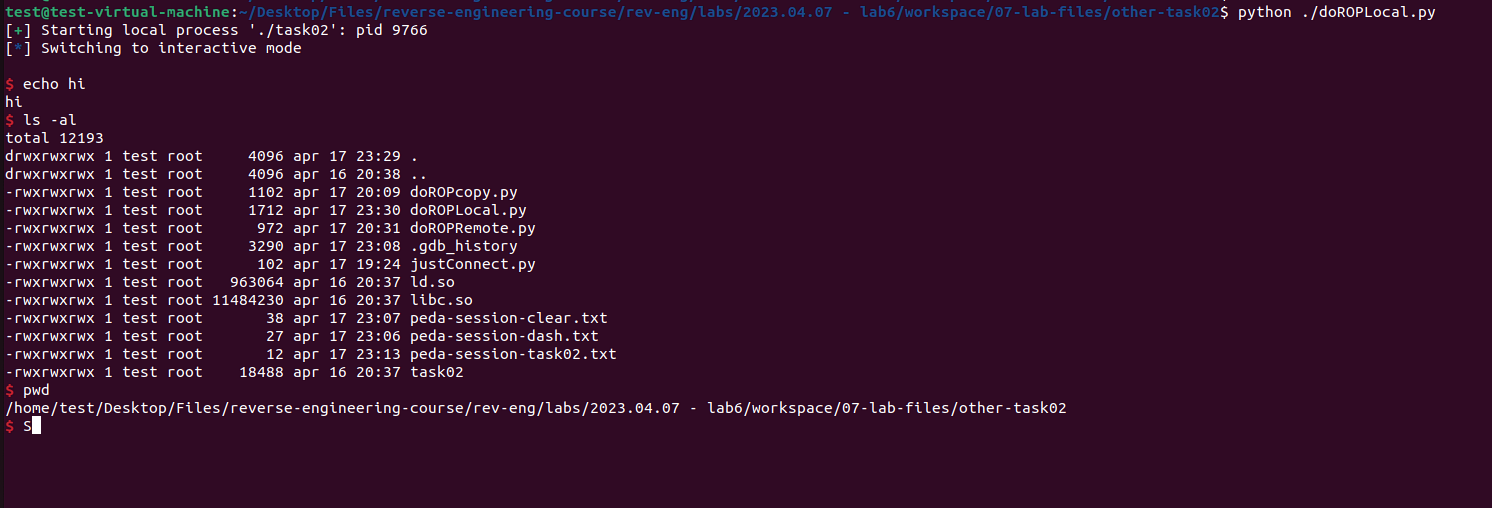 test@test-virtual-machine:~/Desktop/Files/reverse-engineering-course/rev-eng/labs/2023.04.07 - lab6/workspace/07-lab-files/other-task02$ python ./doROPLocal.py
[+] Starting local process './task02': pid 9766
[*] Switching to interactive mode
$ echo hi
hi
$ ls -al
total 12193
drwxrwxrwx 1 test root     4096 apr 17 23:29 .
drwxrwxrwx 1 test root     4096 apr 16 20:38 ..
-rwxrwxrwx 1 test root     1102 apr 17 20:09 doROPcopy.py
-rwxrwxrwx 1 test root     1712 apr 17 23:30 doROPLocal.py
-rwxrwxrwx 1 test root      972 apr 17 20:31 doROPRemote.py
-rwxrwxrwx 1 test root     3290 apr 17 23:08 .gdb_history
-rwxrwxrwx 1 test root      102 apr 17 19:24 justConnect.py
-rwxrwxrwx 1 test root   963064 apr 16 20:37 ld.so
-rwxrwxrwx 1 test root 11484230 apr 16 20:37 libc.so
-rwxrwxrwx 1 test root       38 apr 17 23:07 peda-session-clear.txt
-rwxrwxrwx 1 test root       27 apr 17 23:06 peda-session-dash.txt
-rwxrwxrwx 1 test root       12 apr 17 23:13 peda-session-task02.txt
-rwxrwxrwx 1 test root    18488 apr 16 20:37 task02
$ pwd
/home/test/Desktop/Files/reverse-engineering-course/rev-eng/labs/2023.04.07 - lab6/workspace/07-lab-files/other-task02
$ S